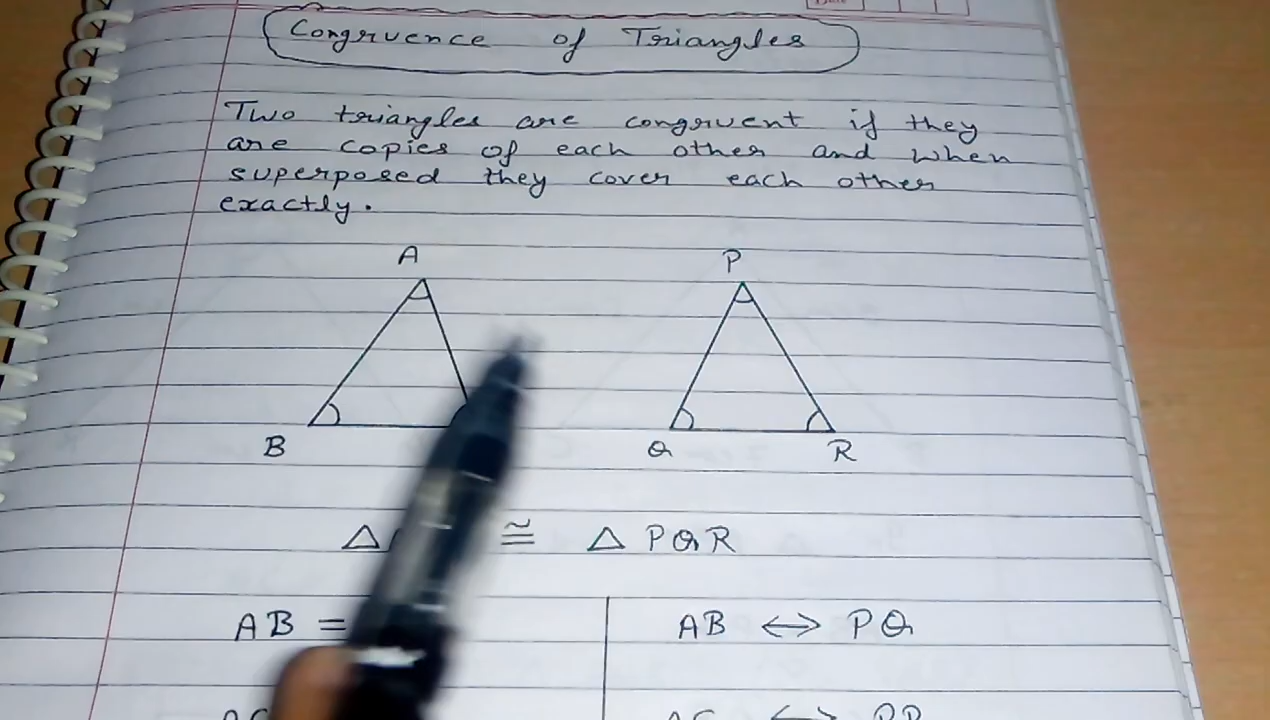 Congruence of Triangles
Two triangles are congruent if they
are copies of each other and when
superposed they cover each other
exactly.
A P
B Q R
△ ≅ △ PQR
AB = AB ↔ PQ